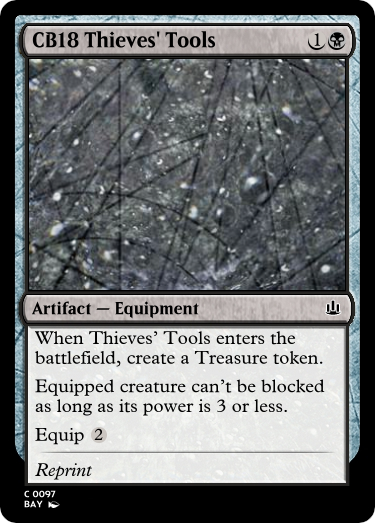 CB18 Thieves' Tools 1
Artifact — Equipment
When Thieves' Tools enters the
battlefield, create a Treasure token.
Equipped creature can't be blocked
as long as its power is 3 or less.
Equip 2
Reprint
C 0097
BAY